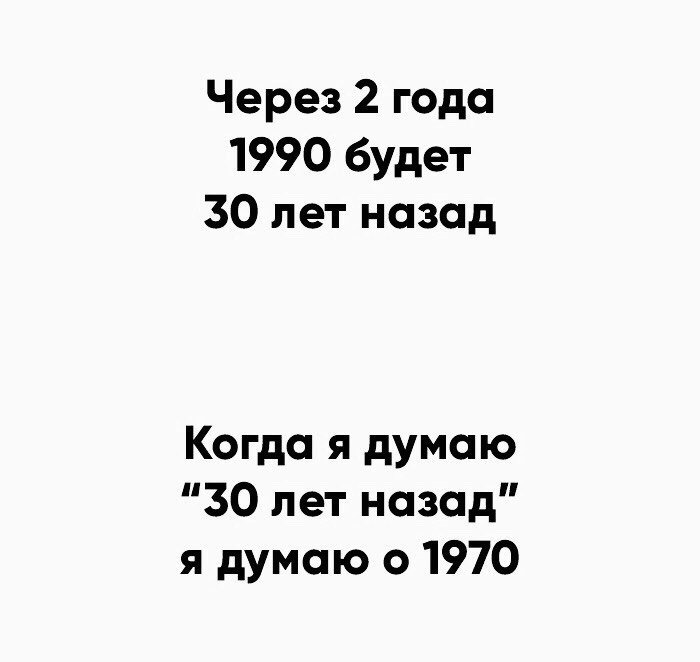 Через 2 года
1990 будет
30 лет назад
Когда я думаю
“30 лет назад”
я думаю о 1970